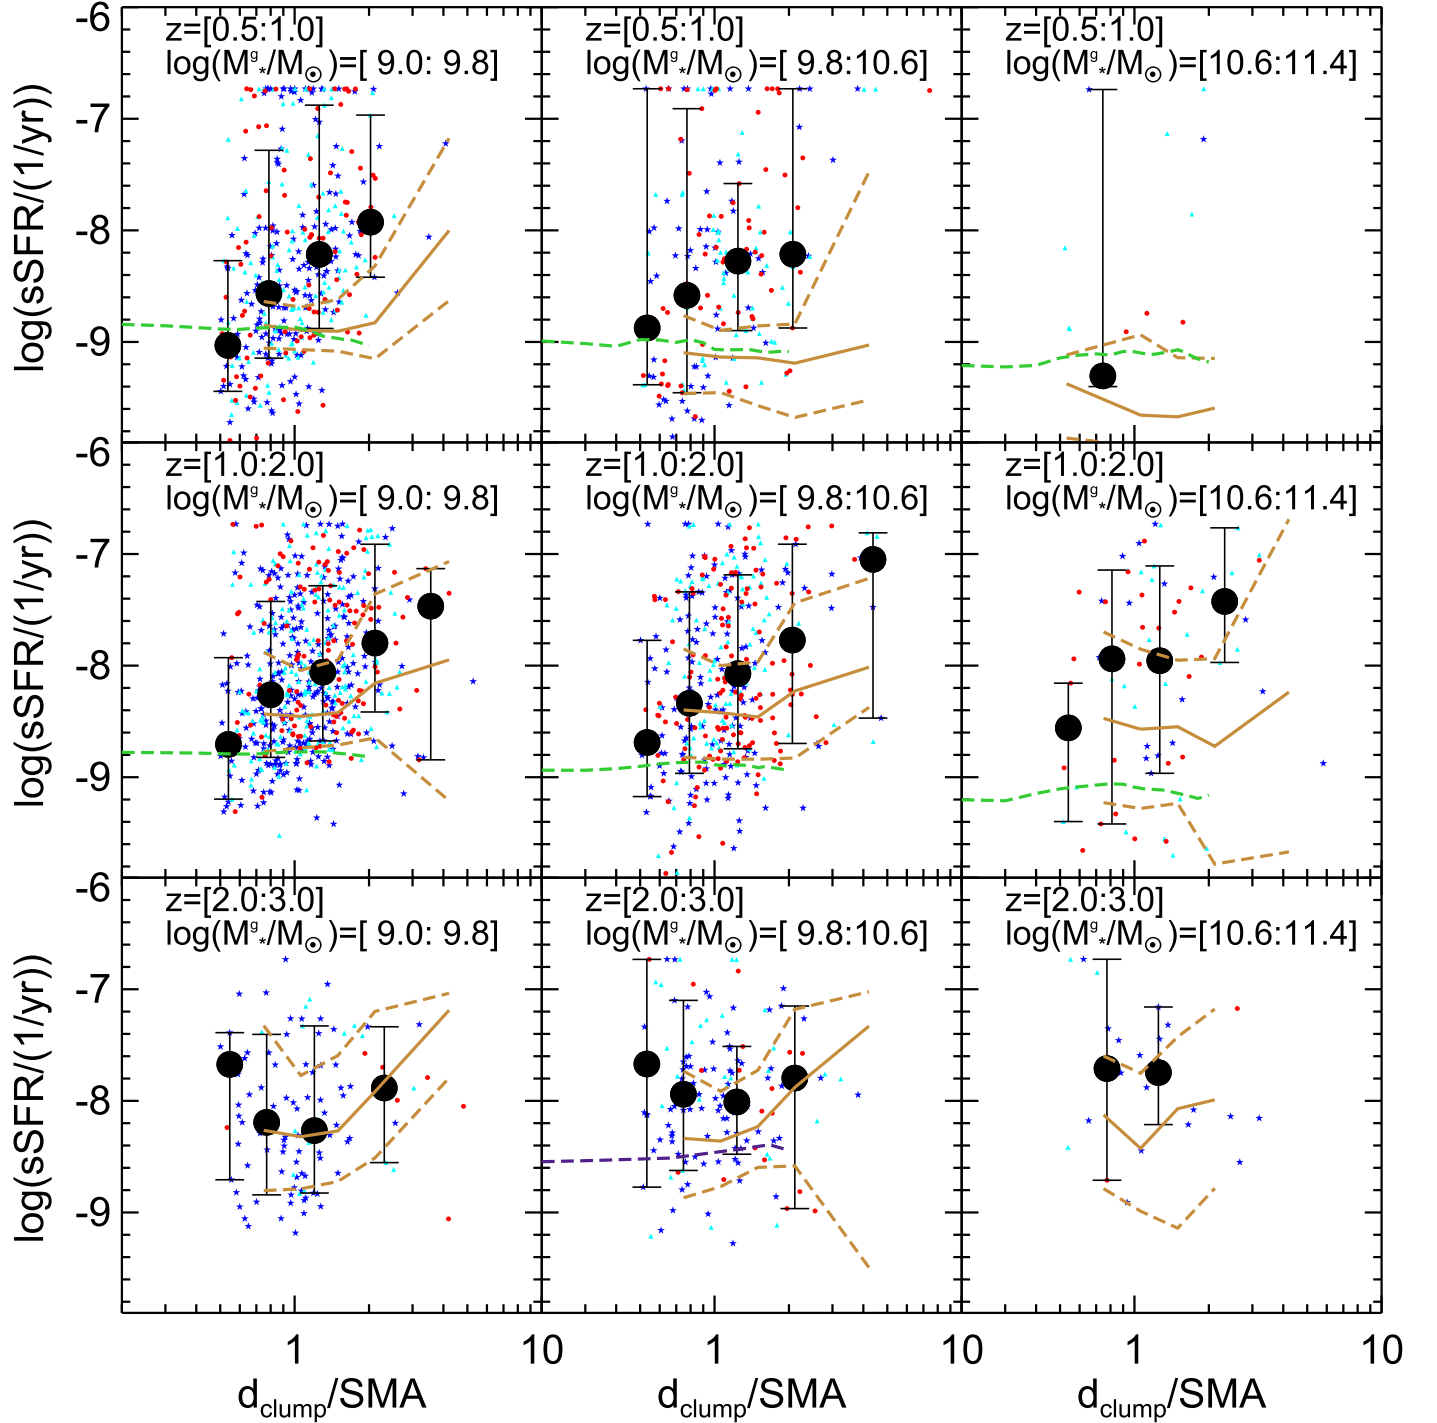 -6
z=[0.5:1.0]
log(Mᵍ*/M⊙)=[ 9.0: 9.8]
z=[0.5:1.0]
log(Mᵍ*/M⊙)=[ 9.8:10.6]
z=[0.5:1.0]
log(Mᵍ*/M⊙)=[10.6:11.4]
-7
-8
-9
log(sSFR/(1/yr))
-6
z=[1.0:2.0]
log(Mᵍ*/M⊙)=[ 9.0: 9.8]
z=[1.0:2.0]
log(Mᵍ*/M⊙)=[ 9.8:10.6]
z=[1.0:2.0]
log(Mᵍ*/M⊙)=[10.6:11.4]
-7
-8
-9
log(sSFR/(1/yr))
-6
z=[2.0:3.0]
log(Mᵍ*/M⊙)=[ 9.0: 9.8]
z=[2.0:3.0]
log(Mᵍ*/M⊙)=[ 9.8:10.6]
z=[2.0:3.0]
log(Mᵍ*/M⊙)=[10.6:11.4]
-7
-8
-9
log(sSFR/(1/yr))
1 10 1 10 1 10
d_clump/SMA
d_clump/SMA
d_clump/SMA